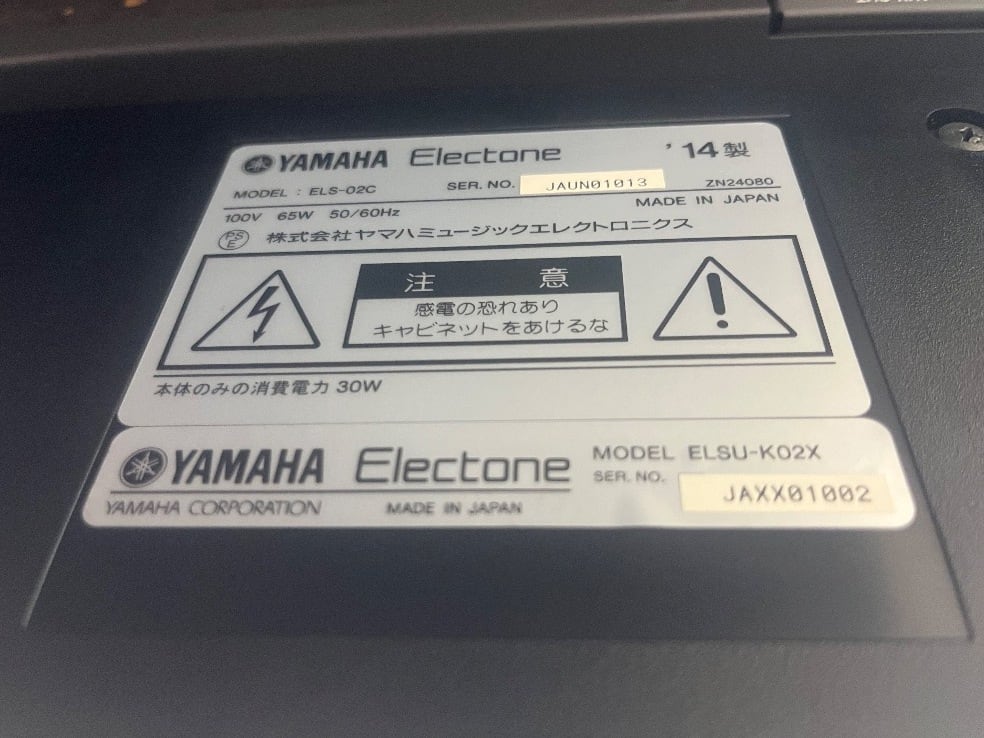 YAMAHA Electone '14製
MODEL : ELS-02C SER. NO. JAUN01013 ZN24080
100V 65W 50/60Hz MADE IN JAPAN
PS E 株式会社ヤマハミュージックエレクトロニクス
注 意
感電の恐れあり
キャビネットをあけるな
本体のみの消費電力 30W
YAMAHA Electone MODEL ELSU-K02X
YAMAHA CORPORATION MADE IN JAPAN SER. NO. JAXX01002